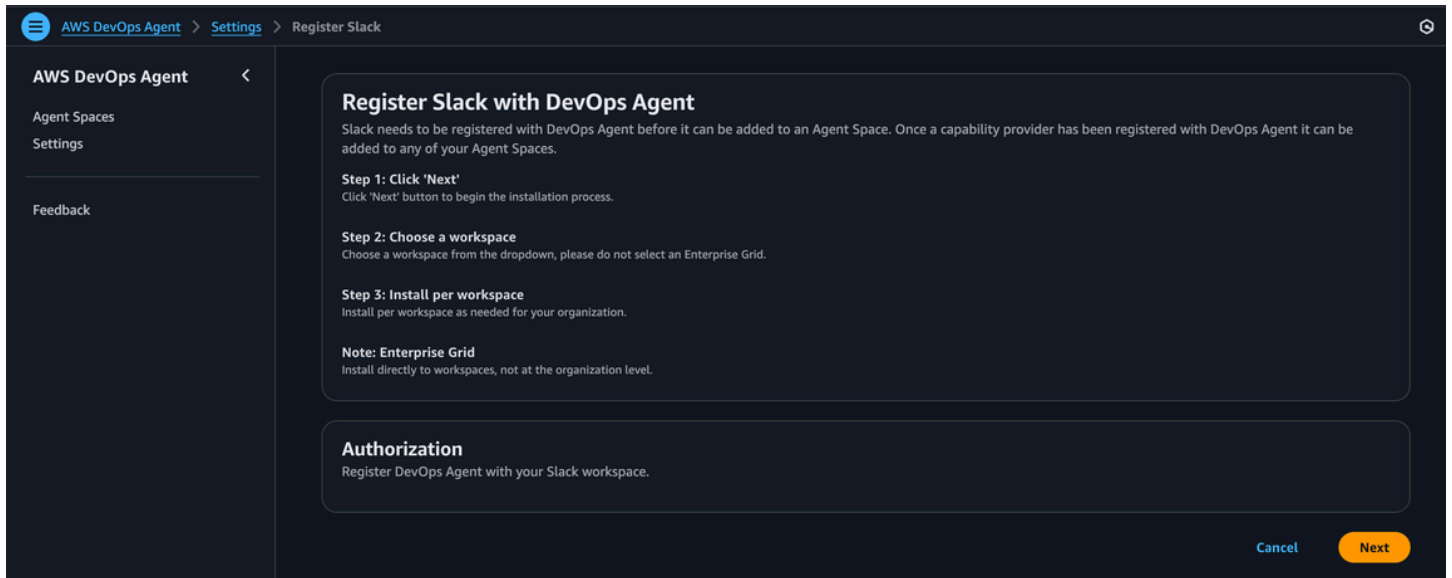 AWS DevOps Agent > Settings > Register Slack
AWS DevOps Agent
Agent Spaces
Settings
Feedback
Register Slack with DevOps Agent
Slack needs to be registered with DevOps Agent before it can be added to an Agent Space. Once a capability provider has been registered with DevOps Agent it can be
added to any of your Agent Spaces.
Step 1: Click 'Next'
Click 'Next' button to begin the installation process.
Step 2: Choose a workspace
Choose a workspace from the dropdown, please do not select an Enterprise Grid.
Step 3: Install per workspace
Install per workspace as needed for your organization.
Note: Enterprise Grid
Install directly to workspaces, not at the organization level.
Authorization
Register DevOps Agent with your Slack workspace.
Cancel
Next